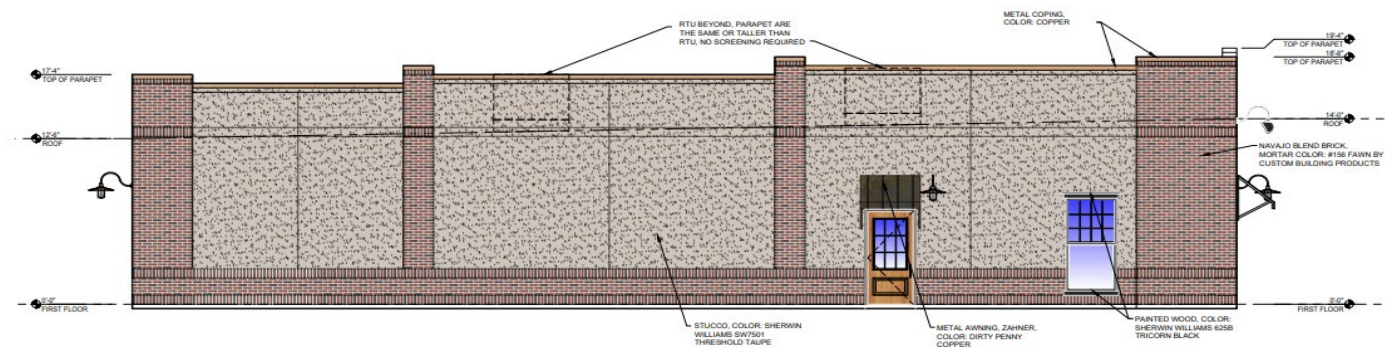 RTU BEYOND, PARAPET ARE
THE SAME OR TALLER THAN
RTU, NO SCREENING REQUIRED
METAL COPING,
COLOR: COPPER
19'-4"
TOP OF PARAPET
18'-8"
TOP OF PARAPET
17'-4"
TOP OF PARAPET
14'-0"
ROOF
12'-6"
ROOF
NAVAJO BLEND BRICK,
MORTAR COLOR: #156 FAWN BY
CUSTOM BUILDING PRODUCTS
0'-0"
FIRST FLOOR
0'-0"
FIRST FLOOR
STUCCO, COLOR: SHERWIN
WILLIAMS SW7501
THRESHOLD TAUPE
METAL AWNING, ZAHNER,
COLOR: DIRTY PENNY
COPPER
PAINTED WOOD, COLOR:
SHERWIN WILLIAMS 6258
TRICORN BLACK